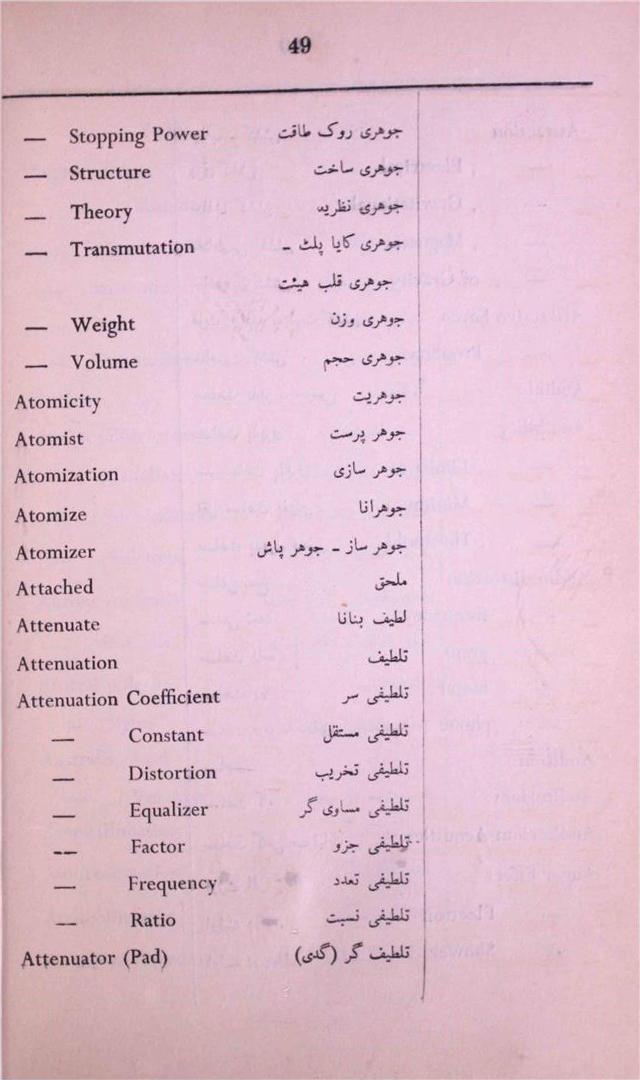 49
— Stopping Power جوہری روک طاقت
— Structure جوہری ساخت
— Theory جوہری نظریہ
— Transmutation جوہری کایا پلٹ ـ
جوہری قلب ہیئت
— Weight جوہری وزن
— Volume جوہری حجم
Atomicity جوہریت
Atomist جوہر پرست
Atomization جوہر سازی
Atomize جوہرانا
Atomizer جوہر ساز ـ جوہر پاش
Attached ملحق
Attenuate لطیف بنانا
Attenuation تلطیف
Attenuation Coefficient تلطیفی سر
— Constant تلطیفی مستقل
— Distortion تلطیفی تخریب
— Equalizer تلطیفی مساوی گر
— Factor تلطیفی جزو
— Frequency تلطیفی تعدد
— Ratio تلطیفی نسبت
Attenuator (Pad) تلطیف گر (گدی)